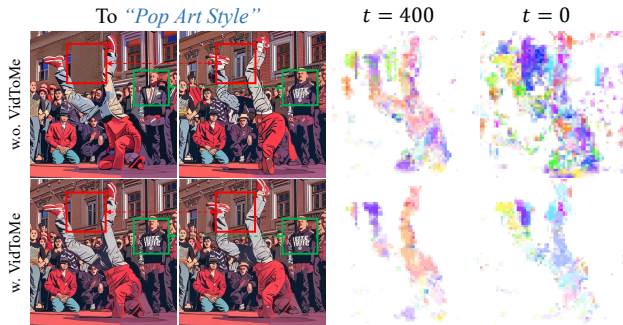 To “Pop Art Style”
t = 400
t = 0
w.o. VidToMe
w. VidToMe